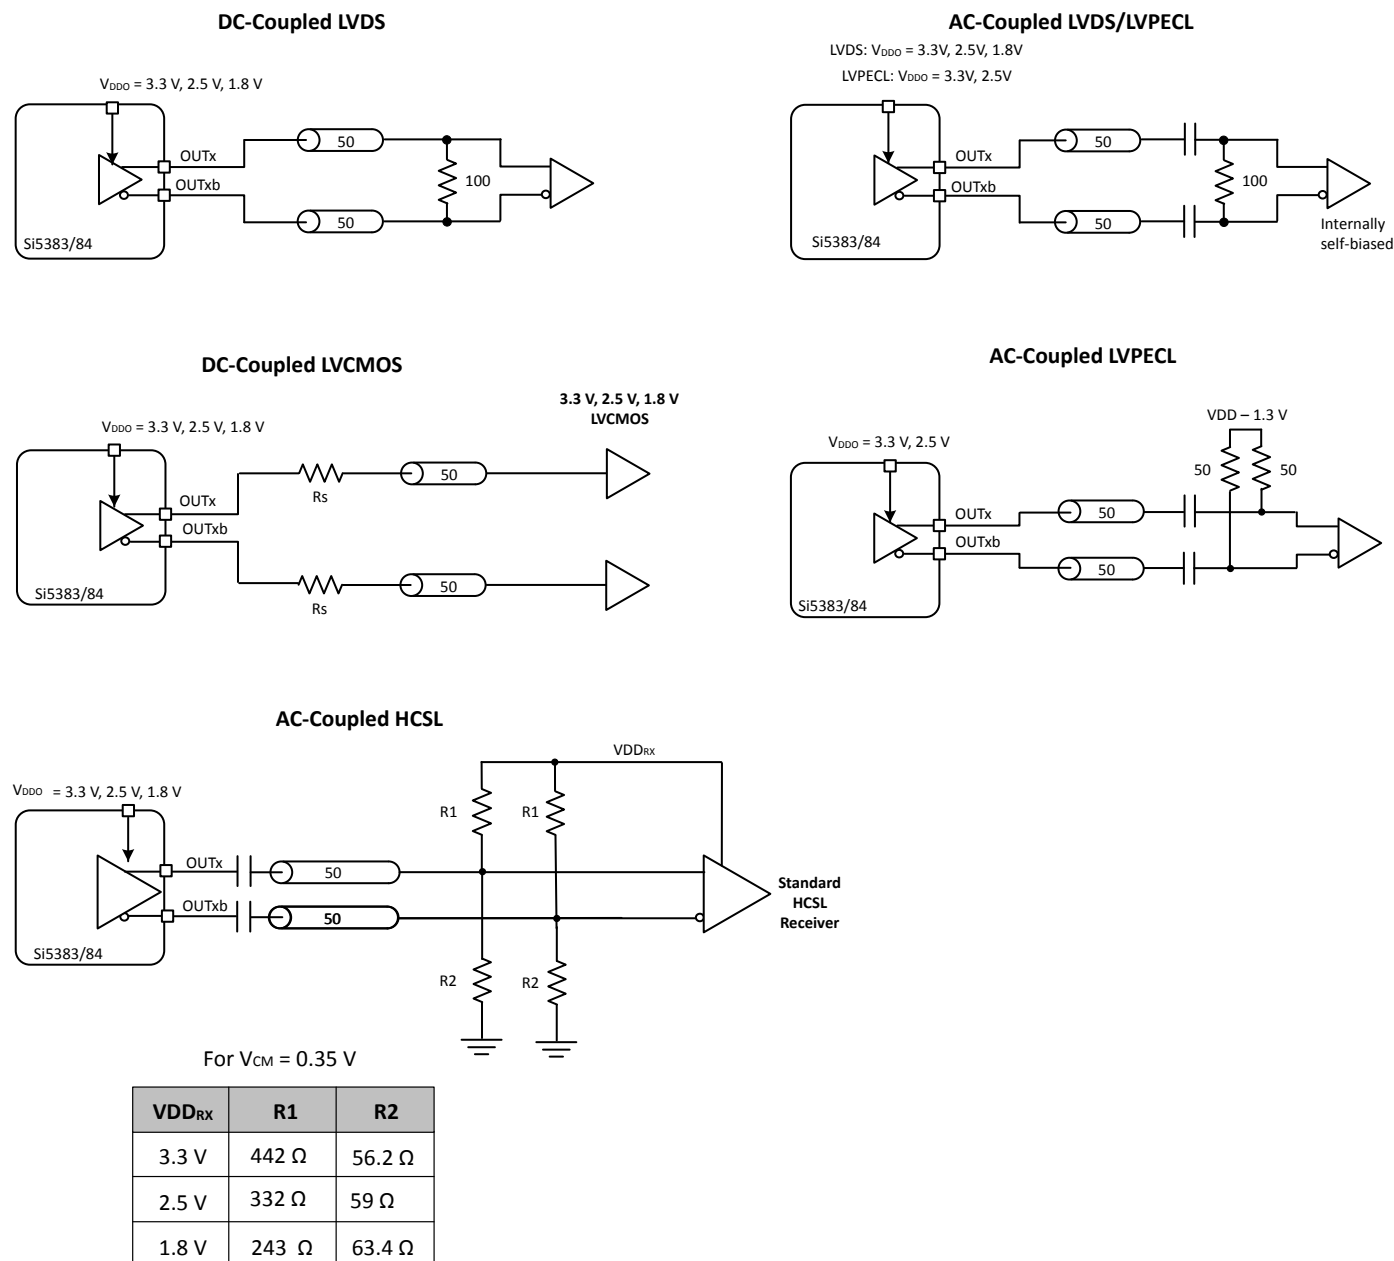 DC-Coupled LVDS
VDDO = 3.3 V, 2.5 V, 1.8 V
OUTx
OUTxb
50
50
100
Si5383/84
AC-Coupled LVDS/LVPECL
LVDS: VDDO = 3.3V, 2.5V, 1.8V
LVPECL: VDDO = 3.3V, 2.5V
OUTx
OUTxb
50
50
100
Si5383/84
Internally
self-biased
DC-Coupled LVCMOS
VDDO = 3.3 V, 2.5 V, 1.8 V
3.3 V, 2.5 V, 1.8 V
LVCMOS
OUTx
OUTxb
Rs
50
Rs
50
Si5383/84
AC-Coupled LVPECL
VDDO = 3.3 V, 2.5 V
VDD – 1.3 V
50
50
OUTx
OUTxb
50
50
Si5383/84
AC-Coupled HCSL
VDDO = 3.3 V, 2.5 V, 1.8 V
VDDRX
R1
R1
OUTx
50
OUTxb
50
Standard
HCSL
Receiver
Si5383/84
R2
R2
For VCM = 0.35 V
VDDRX R1 R2
3.3 V 442 Ω 56.2 Ω
2.5 V 332 Ω 59 Ω
1.8 V 243 Ω 63.4 Ω